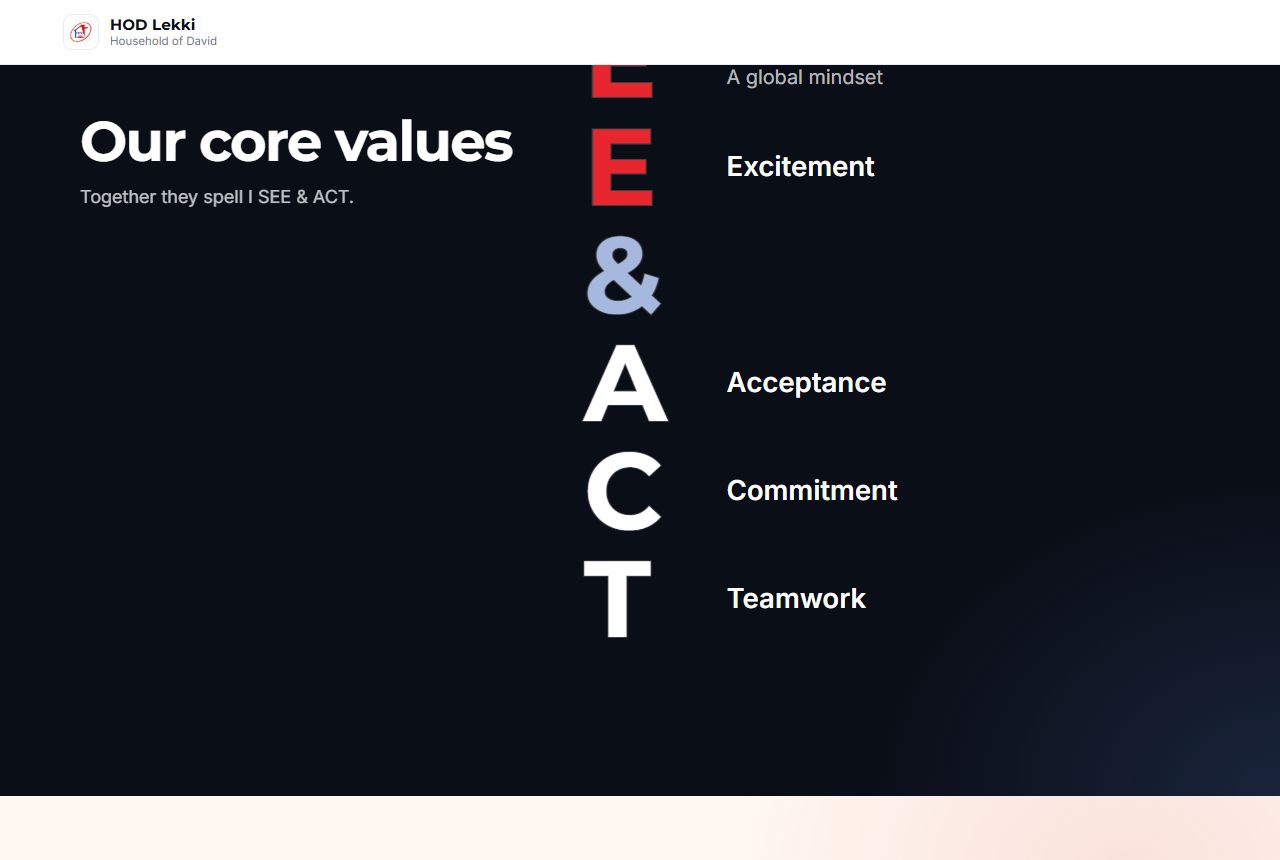 HOD Lekki
Household of David
Our core values
Together they spell I SEE & ACT.
E
A global mindset
E Excitement
&
A Acceptance
C Commitment
T Teamwork